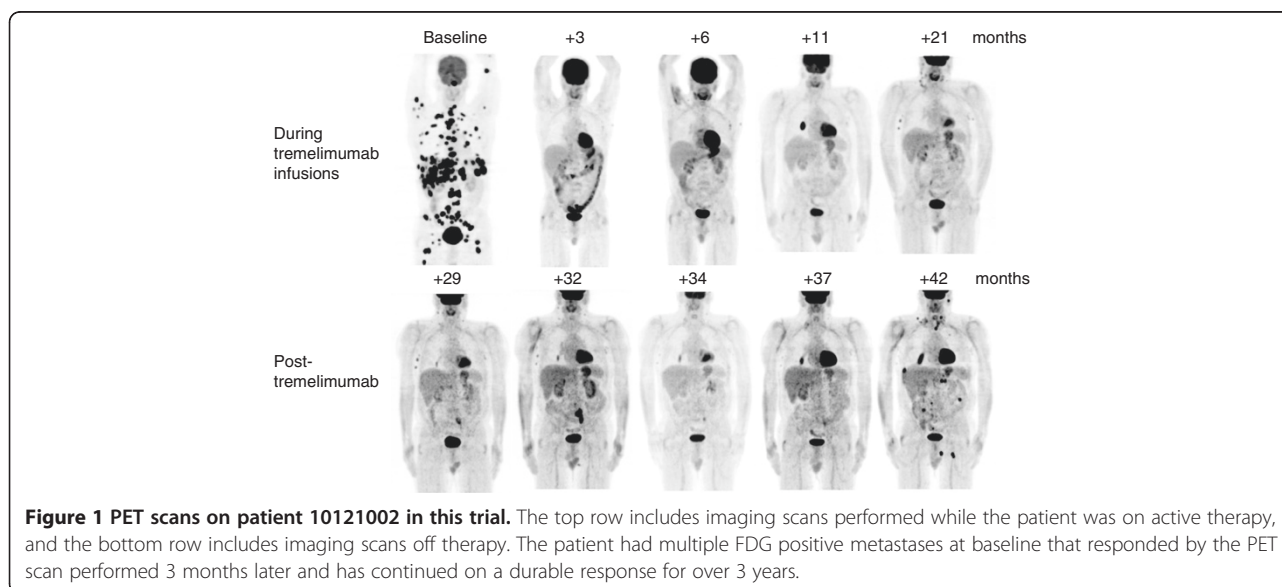 Baseline +3 +6 +11 +21 months
During
tremelimumab
infusions
+29 +32 +34 +37 +42 months
Post-
tremelimumab
Figure 1 PET scans on patient 10121002 in this trial. The top row includes imaging scans performed while the patient was on active therapy,
and the bottom row includes imaging scans off therapy. The patient had multiple FDG positive metastases at baseline that responded by the PET
scan performed 3 months later and has continued on a durable response for over 3 years.